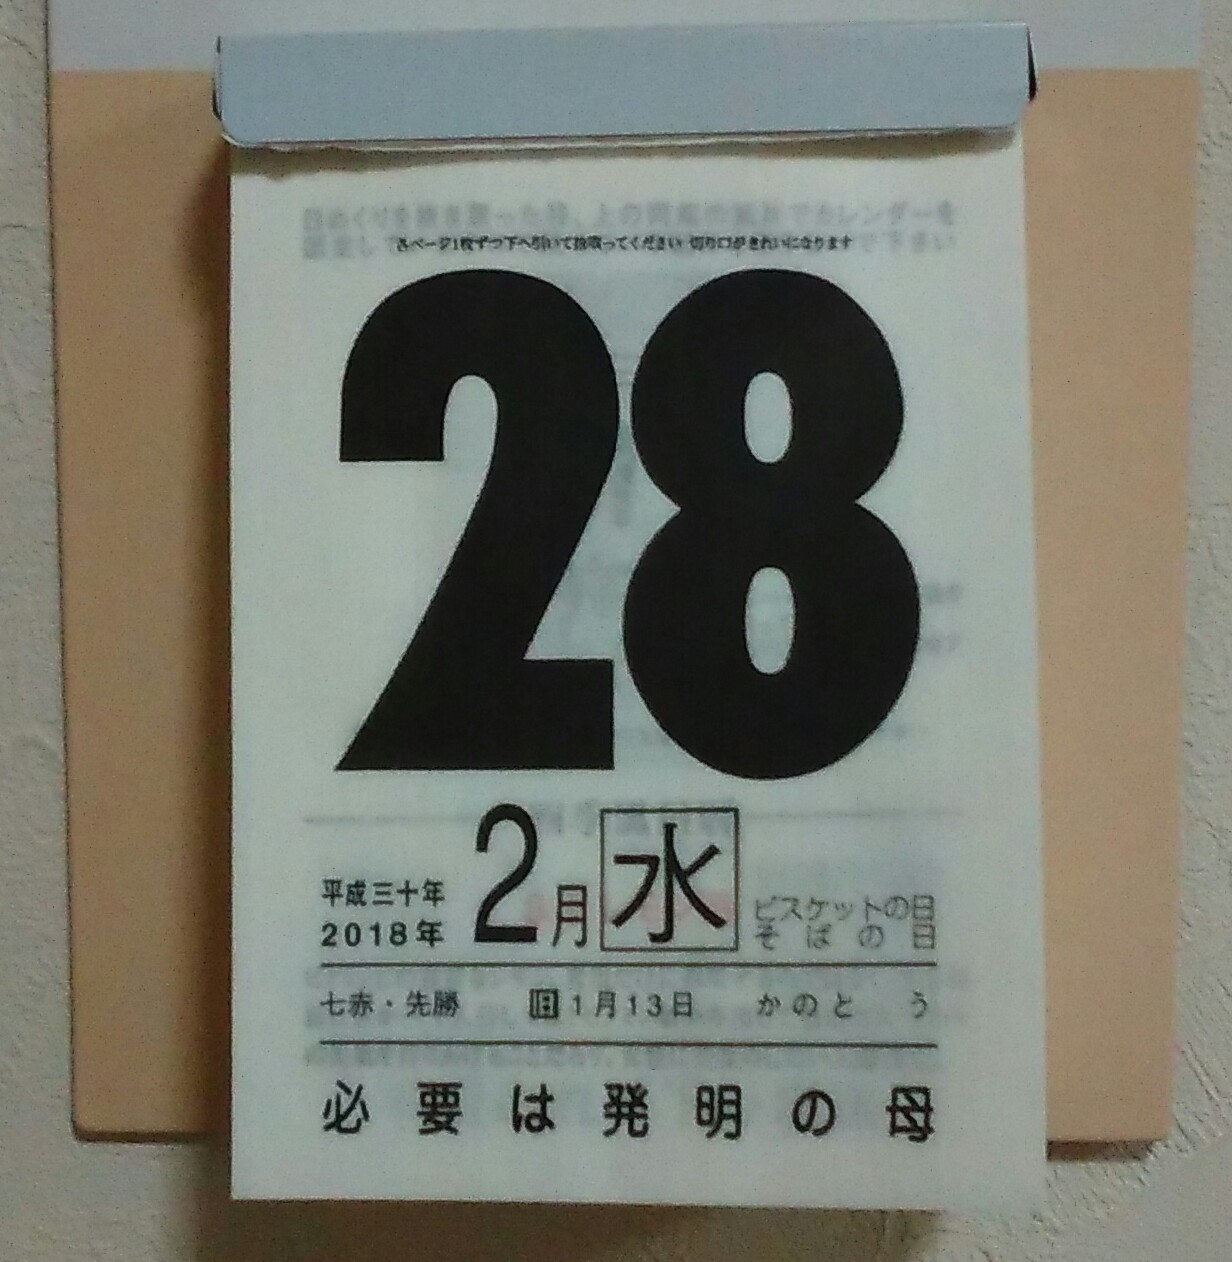 各ページ1枚ずつ下へ引いて抜取ってください 切り口がきれいになります
28
平成三十年
2018年
2月
水
ビスケットの日
そばの日
七赤・先勝 旧1月13日 かのと う
必要は発明の母